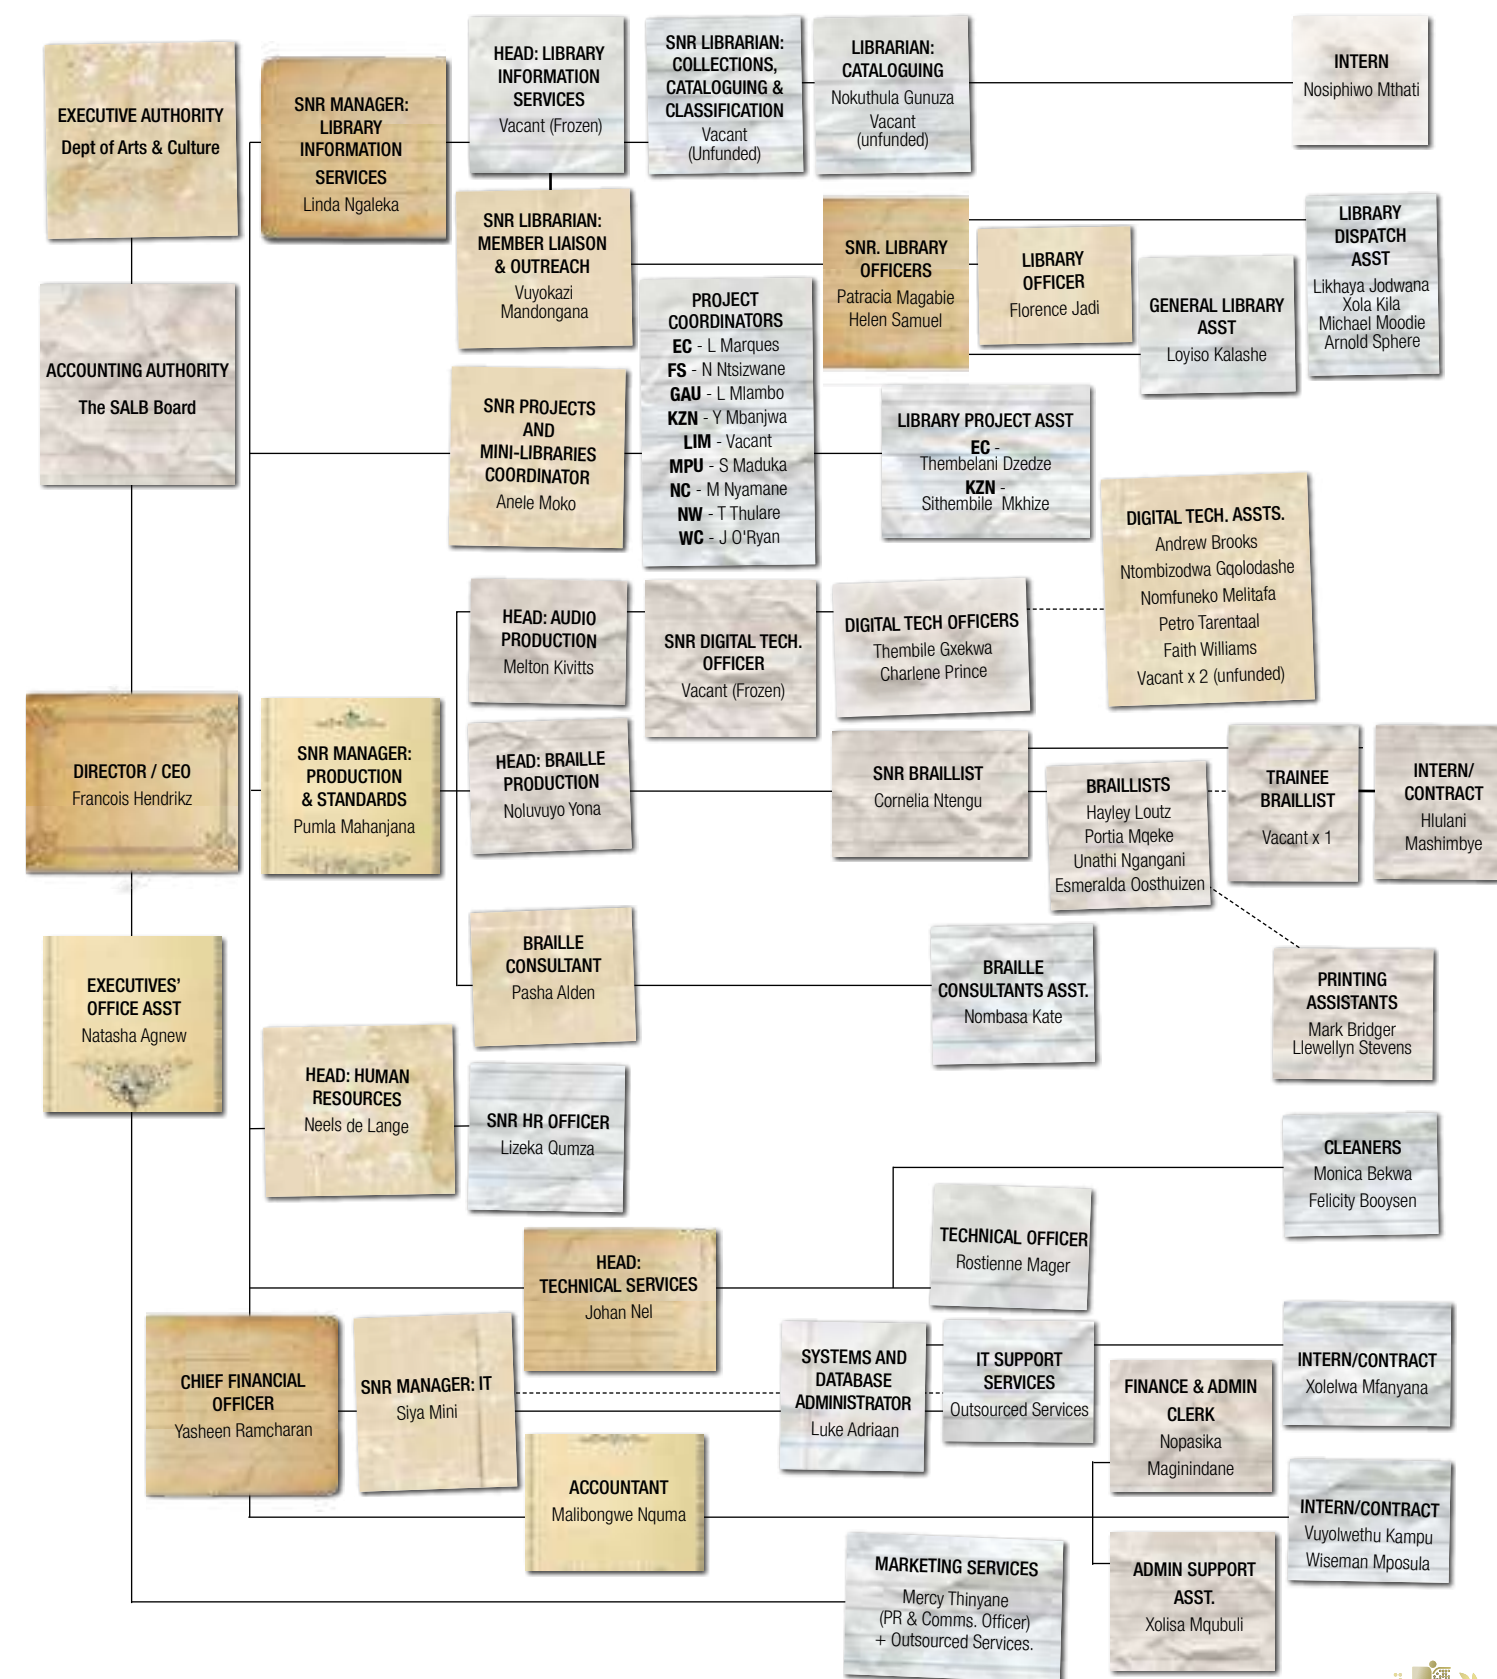 EXECUTIVE AUTHORITY
Dept of Arts & Culture
ACCOUNTING AUTHORITY
The SALB Board
DIRECTOR / CEO
Francois Hendrikz
EXECUTIVES'
OFFICE ASST
Natasha Agnew
SNR MANAGER:
LIBRARY
INFORMATION
SERVICES
Linda Ngaleka
HEAD: LIBRARY
INFORMATION
SERVICES
Vacant (Frozen)
SNR LIBRARIAN:
COLLECTIONS,
CATALOGUING &
CLASSIFICATION
Vacant
(Unfunded)
LIBRARIAN:
CATALOGUING
Nokuthula Gunuza
Vacant
(unfunded)
INTERN
Nosiphiwo Mthati
SNR LIBRARIAN:
MEMBER LIAISON
& OUTREACH
Vuyokazi
Mandongana
SNR. LIBRARY
OFFICERS
Patracia Magabie
Helen Samuel
LIBRARY
OFFICER
Florence Jadi
GENERAL LIBRARY
ASST
Loyiso Kalashe
LIBRARY
DISPATCH
ASST
Likhaya Jodwana
Xola Kila
Michael Moodie
Arnold Sphere
SNR PROJECTS
AND
MINI-LIBRARIES
COORDINATOR
Anele Moko
PROJECT
COORDINATORS
EC - L Marques
FS - N Ntsizwane
GAU - L Mlambo
KZN - Y Mbanjwa
LIM - Vacant
MPU - S Maduka
NC - M Nyamane
NW - T Thulare
WC - J O'Ryan
LIBRARY PROJECT ASST
EC -
Thembelani Dzedze
KZN -
Sithembile Mkhize
SNR MANAGER:
PRODUCTION
& STANDARDS
Pumla Mahanjana
HEAD: AUDIO
PRODUCTION
Melton Kivitts
SNR DIGITAL TECH.
OFFICER
Vacant (Frozen)
DIGITAL TECH OFFICERS
Thembile Gxekwa
Charlene Prince
DIGITAL TECH. ASSTS.
Andrew Brooks
Ntombizodwa Gqolodashe
Nomfuneko Melitafa
Petro Tarentaal
Faith Williams
Vacant x 2 (unfunded)
HEAD: BRAILLE
PRODUCTION
Noluvuyo Yona
SNR BRAILLIST
Cornelia Ntengu
BRAILLISTS
Hayley Loutz
Portia Mqeke
Unathi Ngangani
Esmeralda Oosthuizen
TRAINEE
BRAILLIST
Vacant x 1
INTERN/
CONTRACT
Hlulani
Mashimbye
PRINTING
ASSISTANTS
Mark Bridger
Llewellyn Stevens
BRAILLE
CONSULTANT
Pasha Alden
BRAILLE
CONSULTANTS ASST.
Nombasa Kate
HEAD: HUMAN
RESOURCES
Neels de Lange
SNR HR OFFICER
Lizeka Qumza
HEAD:
TECHNICAL SERVICES
Johan Nel
TECHNICAL OFFICER
Rostienne Mager
CLEANERS
Monica Bekwa
Felicity Booysen
CHIEF FINANCIAL
OFFICER
Yasheen Ramcharan
SNR MANAGER: IT
Siya Mini
SYSTEMS AND
DATABASE
ADMINISTRATOR
Luke Adriaan
IT SUPPORT
SERVICES
Outsourced Services
INTERN/CONTRACT
Xolelwa Mfanyana
ACCOUNTANT
Malibongwe Nquma
FINANCE & ADMIN
CLERK
Nopasika
Maginindane
INTERN/CONTRACT
Vuyolwethu Kampu
Wiseman Mposula
ADMIN SUPPORT
ASST.
Xolisa Mqubuli
MARKETING SERVICES
Mercy Thinyane
(PR & Comms. Officer)
+ Outsourced Services.